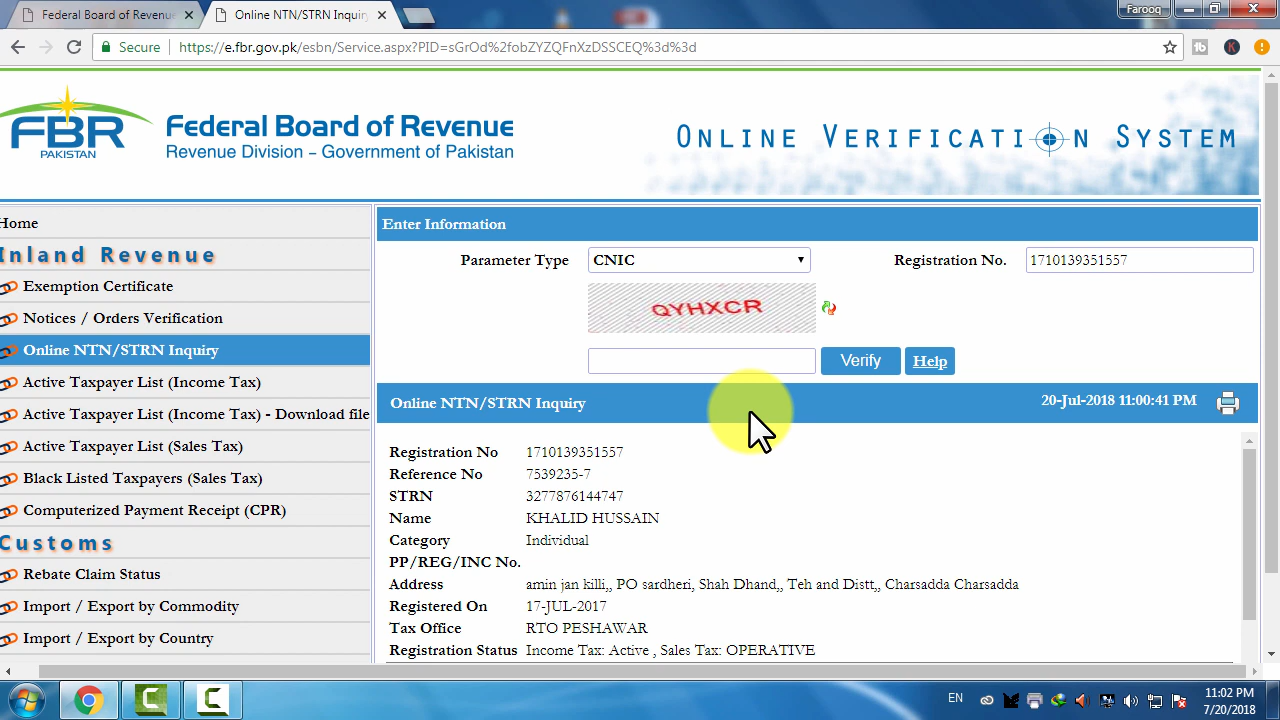 Federal Board of Revenue
Online NTN/STRN Inquiry
Farooq
Secure
https://e.fbr.gov.pk/esbn/Service.aspx?PID=sGrOd%2fobZYZQFnXzDSSCEQ%3d%3d
FBR
PAKISTAN
Federal Board of Revenue
Revenue Division – Government of Pakistan
ONLINE VERIFICATION SYSTEM
Home
Inland Revenue
Exemption Certificate
Notices / Orders Verification
Online NTN/STRN Inquiry
Active Taxpayer List (Income Tax)
Active Taxpayer List (Income Tax) - Download file
Active Taxpayer List (Sales Tax)
Black Listed Taxpayers (Sales Tax)
Computerized Payment Receipt (CPR)
Customs
Rebate Claim Status
Import / Export by Commodity
Import / Export by Country
Enter Information
Parameter Type CNIC Registration No. 1710139351557
QYHXCR
Verify Help
Online NTN/STRN Inquiry 20-Jul-2018 11:00:41 PM
Registration No 1710139351557
Reference No 7539235-7
STRN 3277876144747
Name KHALID HUSSAIN
Category Individual
PP/REG/INC No.
Address amin jan killi,, PO sardheri, Shah Dhand,, Teh and Distt,, Charsadda Charsadda
Registered On 17-JUL-2017
Tax Office RTO PESHAWAR
Registration Status Income Tax: Active , Sales Tax: OPERATIVE
EN
11:02 PM
7/20/2018